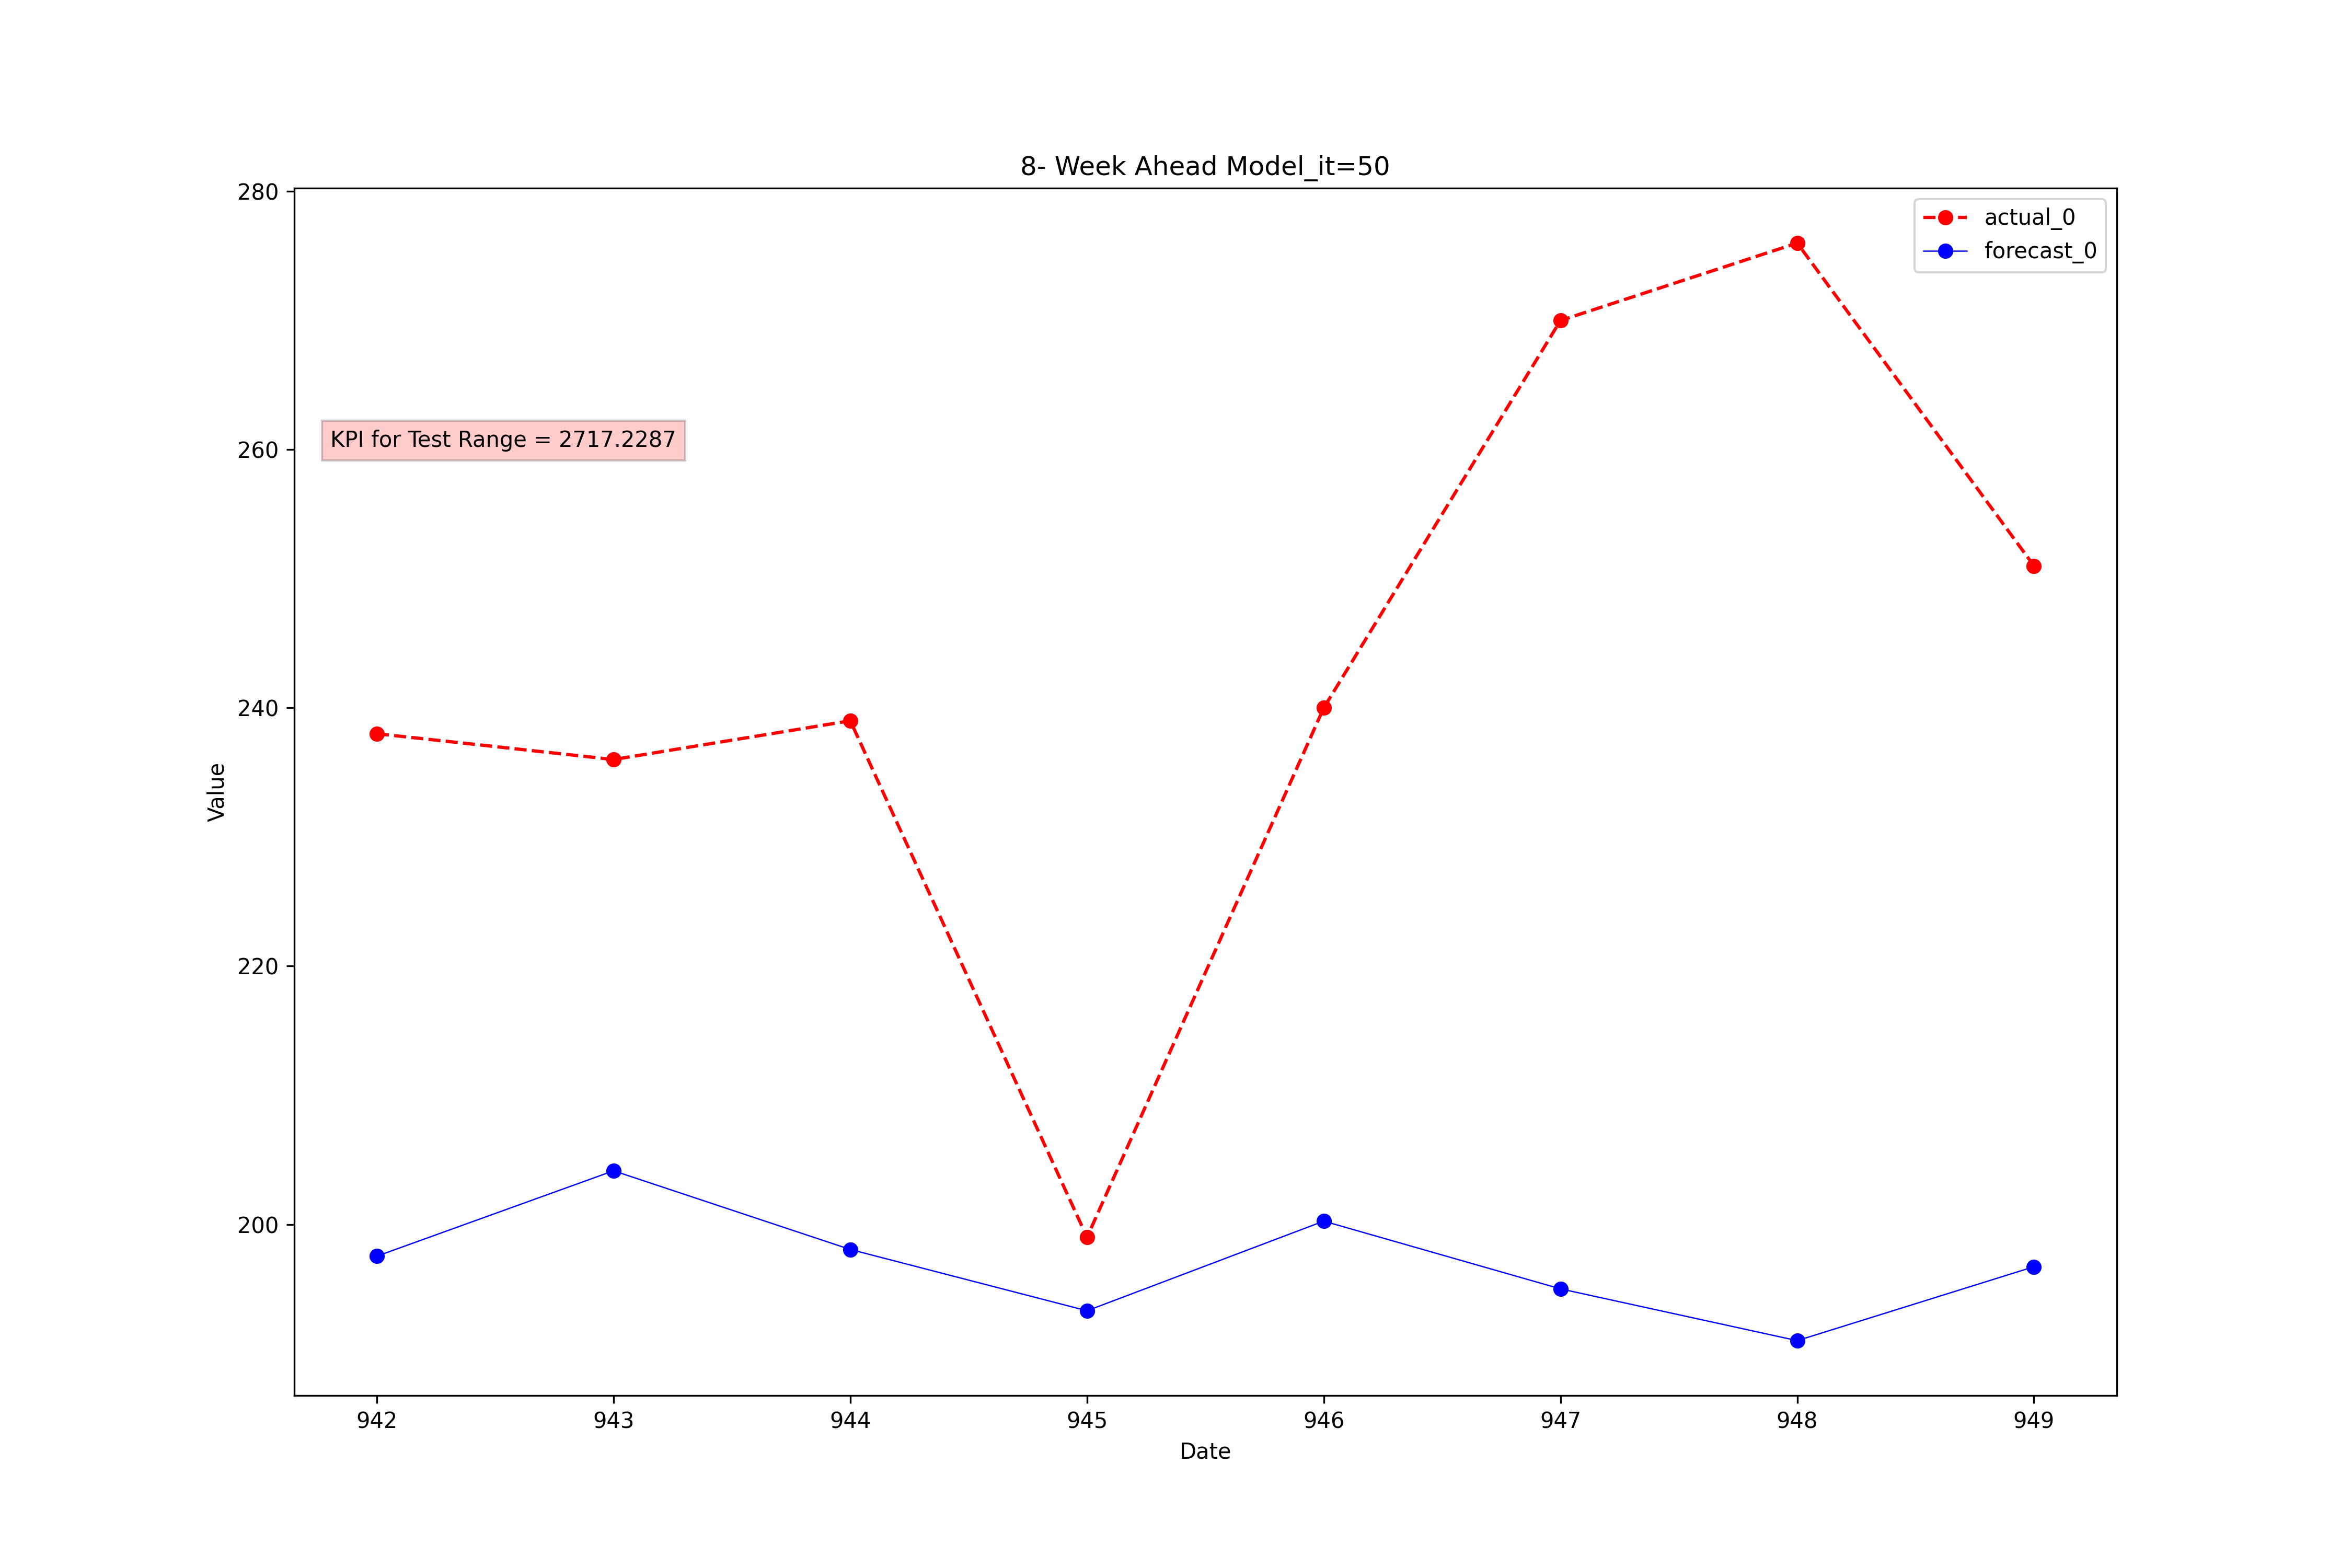 8- Week Ahead Model_it=50
280
260
240
220
200
Value
KPI for Test Range = 2717.2287
actual_0
forecast_0
942 943 944 945 946 947 948 949
Date